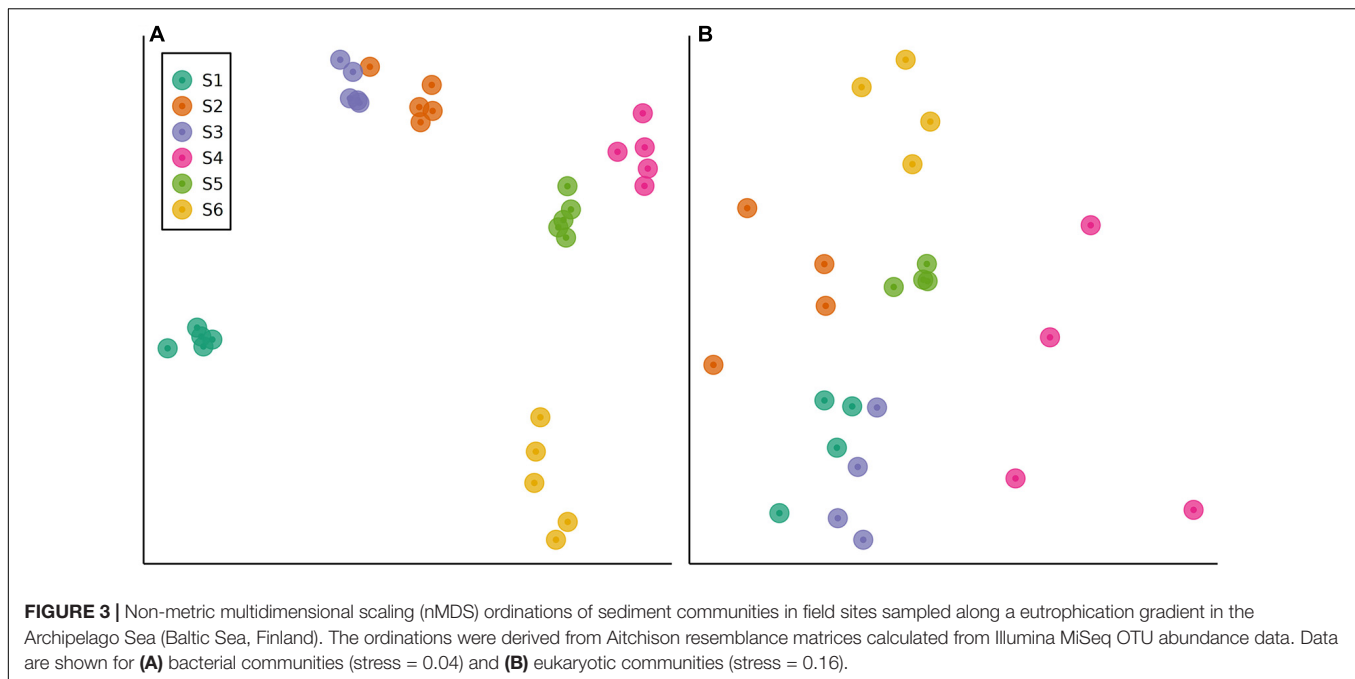 A
B
S1
S2
S3
S4
S5
S6
FIGURE 3 | Non-metric multidimensional scaling (nMDS) ordinations of sediment communities in field sites sampled along a eutrophication gradient in the
Archipelago Sea (Baltic Sea, Finland). The ordinations were derived from Aitchison resemblance matrices calculated from Illumina MiSeq OTU abundance data. Data
are shown for (A) bacterial communities (stress = 0.04) and (B) eukaryotic communities (stress = 0.16).